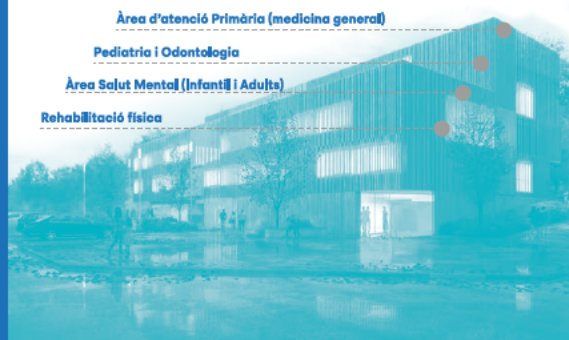 Àrea d'atenció Primària (medicina general)
Pediatria i Odontologia
Àrea Salut Mental (Infantil i Adults)
Rehabilitació física